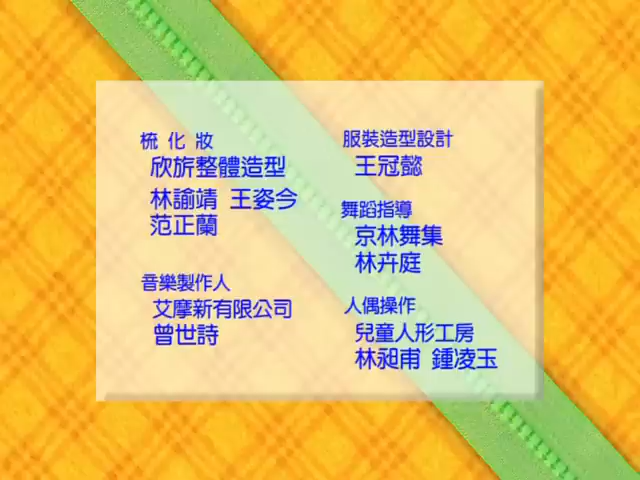 梳 化 妝
欣旂整體造型
林諭靖 王姿今
范正蘭
音樂製作人
艾摩新有限公司
曾世詩
服裝造型設計
王冠懿
舞蹈指導
京林舞集
林卉庭
人偶操作
兒童人形工房
林昶甫 鍾凌玉